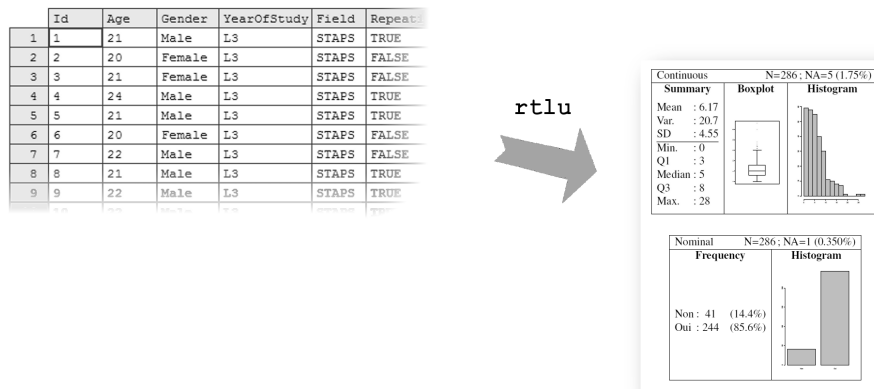 Id Age Gender YearOfStudy Field Repeati
1 1 21 Male L3 STAPS TRUE
2 2 20 Female L3 STAPS FALSE
3 3 21 Female L3 STAPS FALSE
4 4 24 Male L3 STAPS TRUE
5 5 21 Male L3 STAPS TRUE
6 6 20 Female L3 STAPS FALSE
7 7 22 Male L3 STAPS FALSE
8 8 21 Male L3 STAPS TRUE
9 9 22 Male L3 STAPS TRUE
rtlu
Continuous N=286 ; NA=5 (1.75%)
Summary Boxplot Histogram
Mean : 6.17
Var. : 20.7
SD : 4.55
Min. : 0
Q1 : 3
Median : 5
Q3 : 8
Max. : 28
Nominal N=286 ; NA=1 (0.350%)
Frequency Histogram
Non : 41 (14.4%)
Oui : 244 (85.6%)